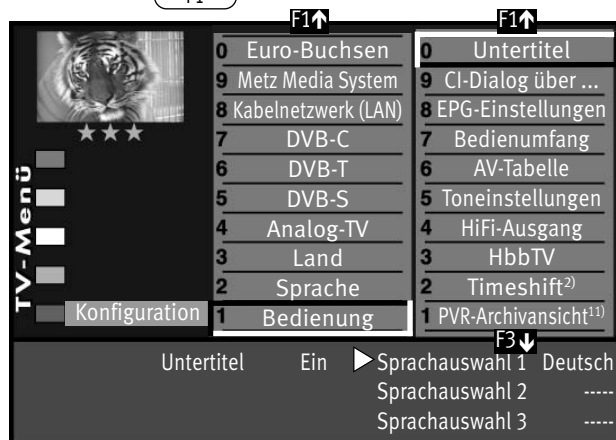 F1
F1↑ F1↑
0 Euro-Buchsen 0 Untertitel
9 Metz Media System 9 CI-Dialog über ...
8 Kabelnetzwerk (LAN) 8 EPG-Einstellungen
7 DVB-C 7 Bedienumfang
6 DVB-T 6 AV-Tabelle
5 DVB-S 5 Toneinstellungen
4 Analog-TV 4 HiFi-Ausgang
3 Land 3 HbbTV
2 Sprache 2 Timeshift2)
TV-Menü
Konfiguration 1 Bedienung 1 PVR-Archivansicht11)
F3↓
Untertitel Ein ▷ Sprachauswahl 1 Deutsch
Sprachauswahl 2 -----
Sprachauswahl 3 -----